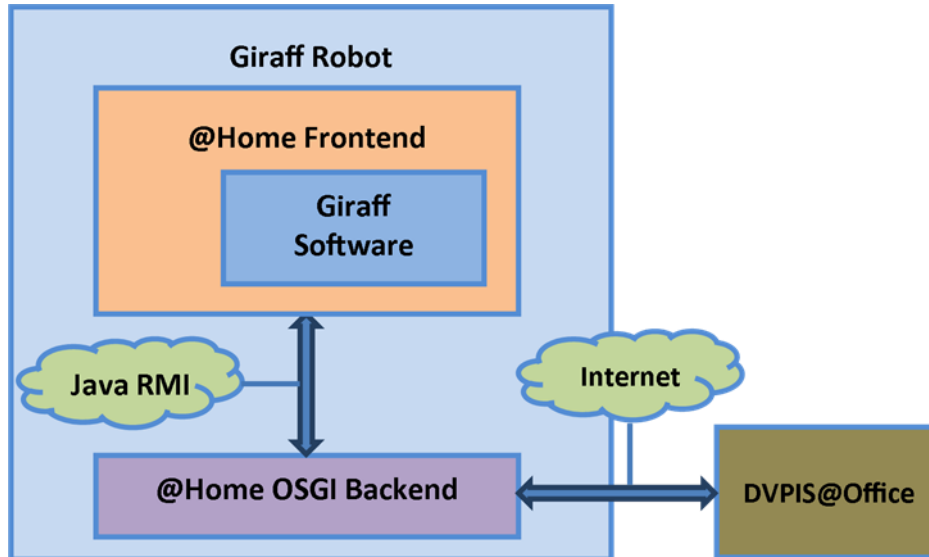 Giraff Robot
@Home Frontend
Giraff
Software
Java RMI
Internet
@Home OSGI Backend
DVPIS@Office